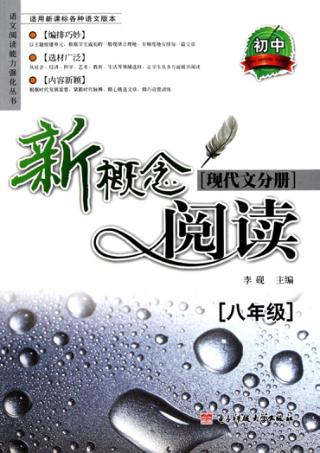 语文阅读能力强化丛书
适用新课标各种语文版本
【编排巧妙】
【选材广泛】
【内容新颖】
初中
新概念
[现代文分册]
阅读
李砚 主编
[八年级]